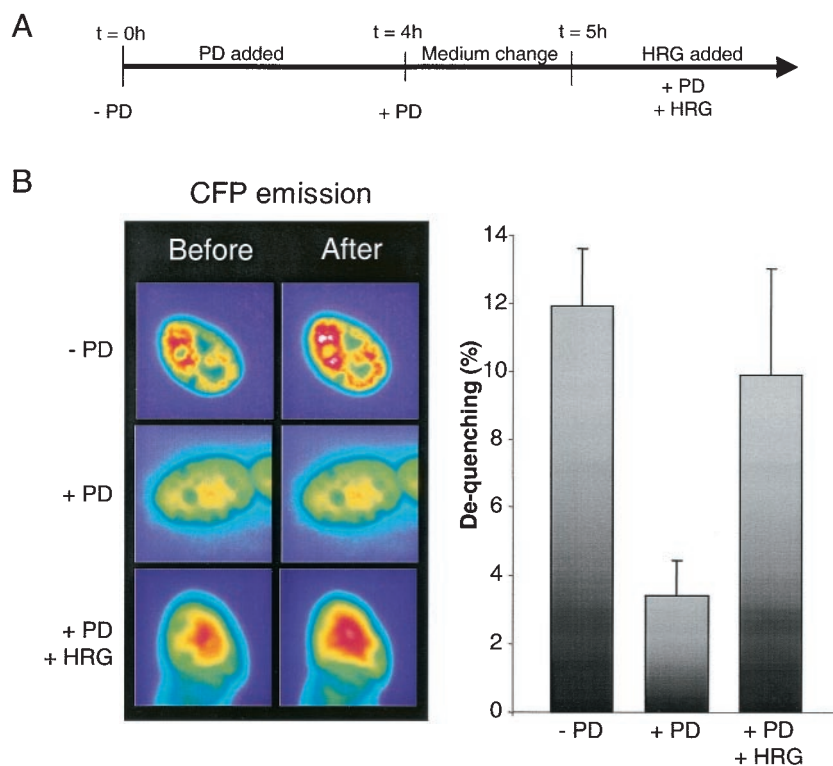 A
t = 0h t = 4h t = 5h
PD added Medium change HRG added
- PD + PD + PD
+ HRG
B
CFP emission
Before After
- PD
+ PD
+ PD
+ HRG
De-quenching (%)
14
12
10
8
6
4
2
0
- PD + PD + PD
+ HRG